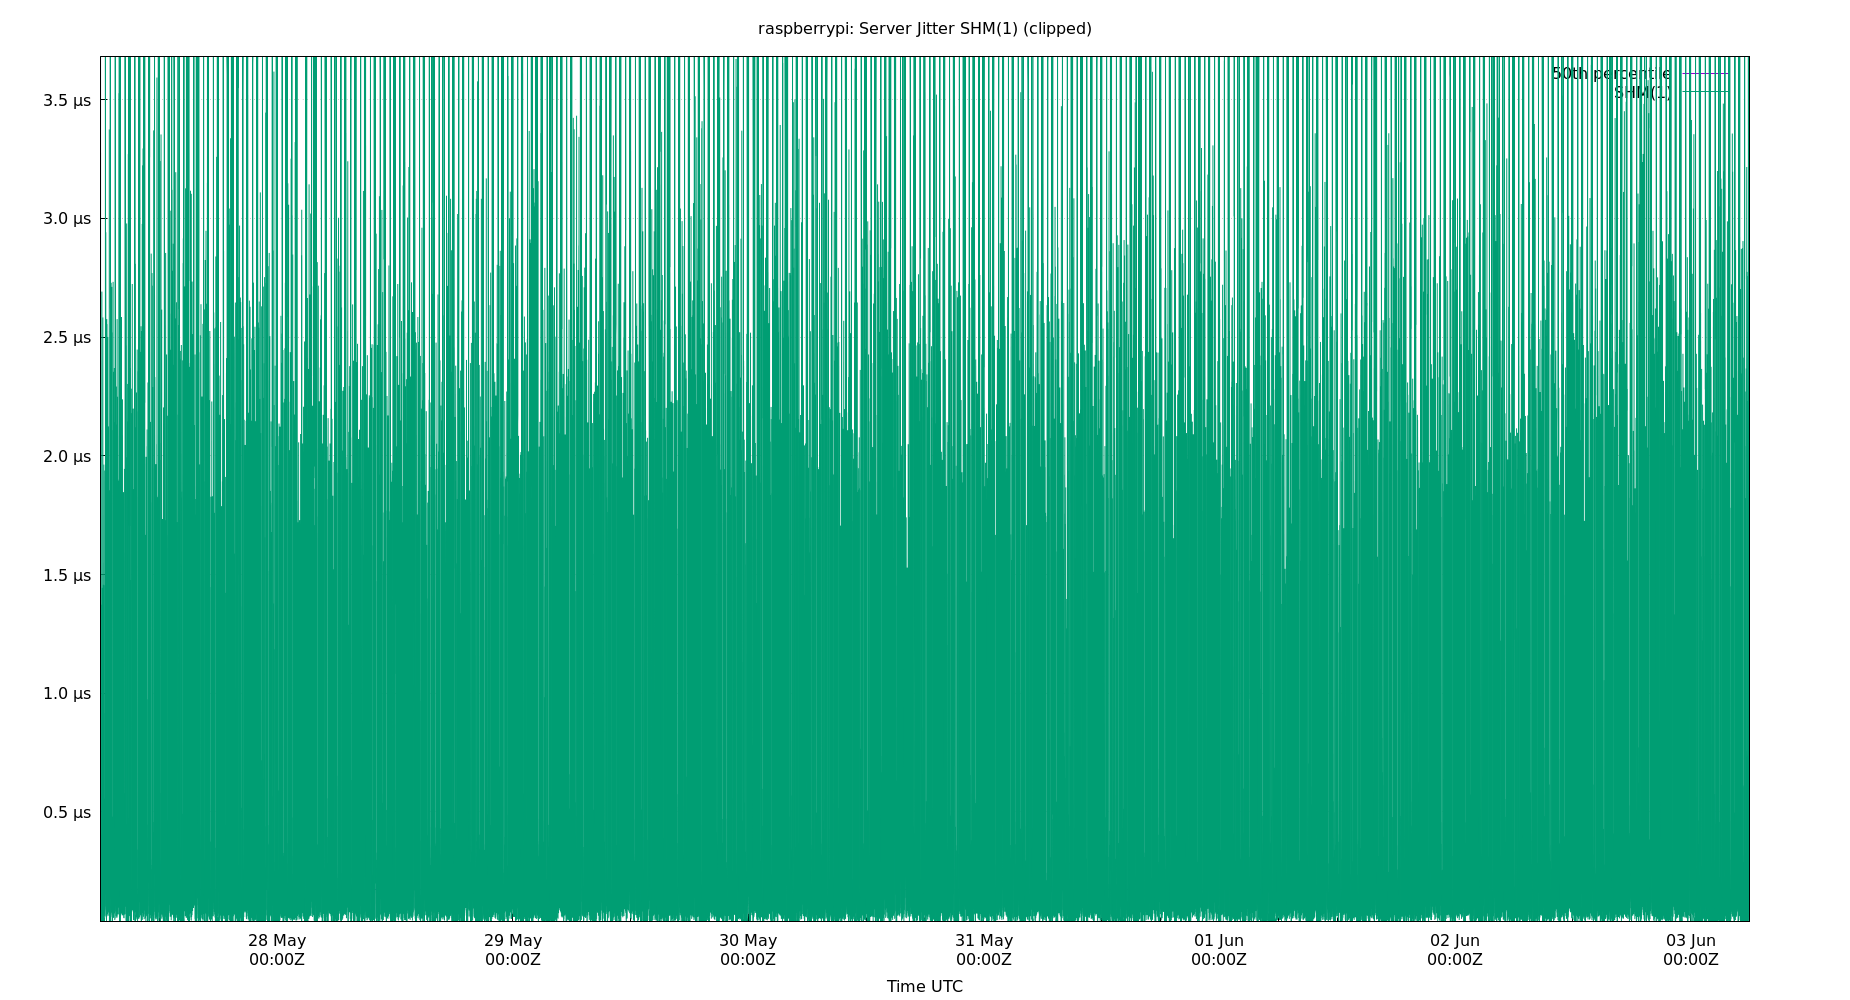 raspberrypi: Server Jitter SHM(1) (clipped)
50th percentile
SHM(1)
3.5 µs
3.0 µs
2.5 µs
2.0 µs
1.5 µs
1.0 µs
0.5 µs
28 May 29 May 30 May 31 May 01 Jun 02 Jun 03 Jun
00:00Z 00:00Z 00:00Z 00:00Z 00:00Z 00:00Z 00:00Z
Time UTC